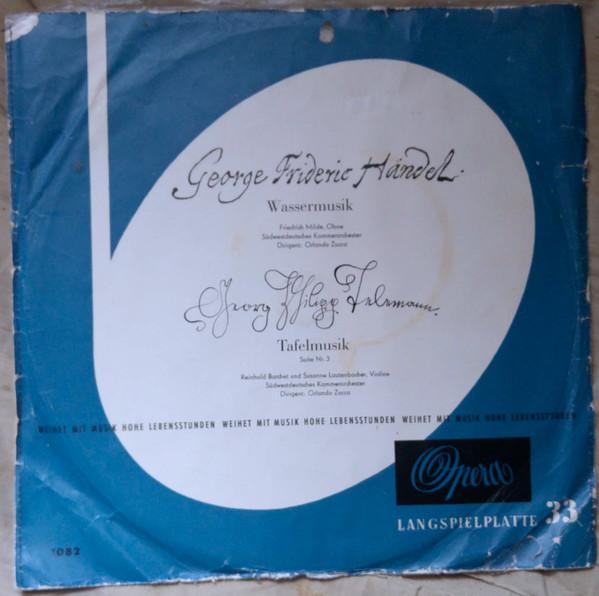 George Frideric Händel.
Wassermusik
Friedrich Milde, Oboe
Südwestdeutsches Kammerorchester
Dirigent: Orlando Zucca
Georg Philipp Telemann.
Tafelmusik
Suite Nr. 3
Reinhold Barchet und Susanne Lautenbacher, Violine
Südwestdeutsches Kammerorchester
Dirigent: Orlando Zucca
WEIHET MIT MUSIK HOHE LEBENSSTUNDEN WEIHET MIT MUSIK HOHE LEBENSSTUNDEN WEIHET MIT MUSIK HOHE LEBENSSTUNDEN
Opera
LANGSPIELPLATTE 33
1082